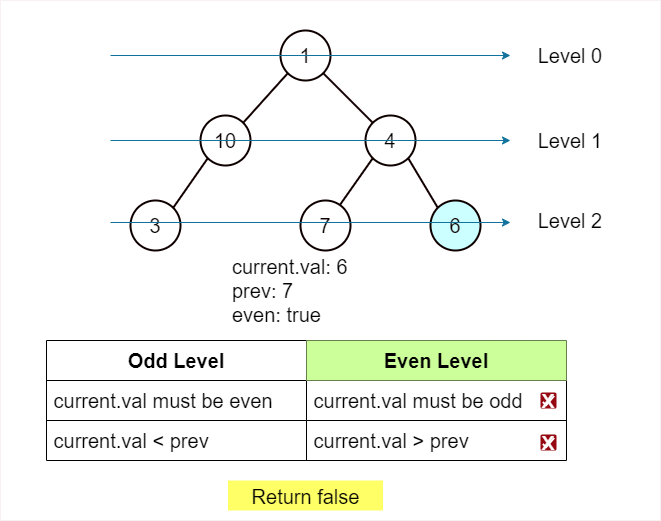 1
Level 0
10
4
Level 1
3
7
6
Level 2
current.val: 6
prev: 7
even: true
Odd Level
Even Level
current.val must be even
current.val must be odd
current.val < prev
current.val > prev
Return false